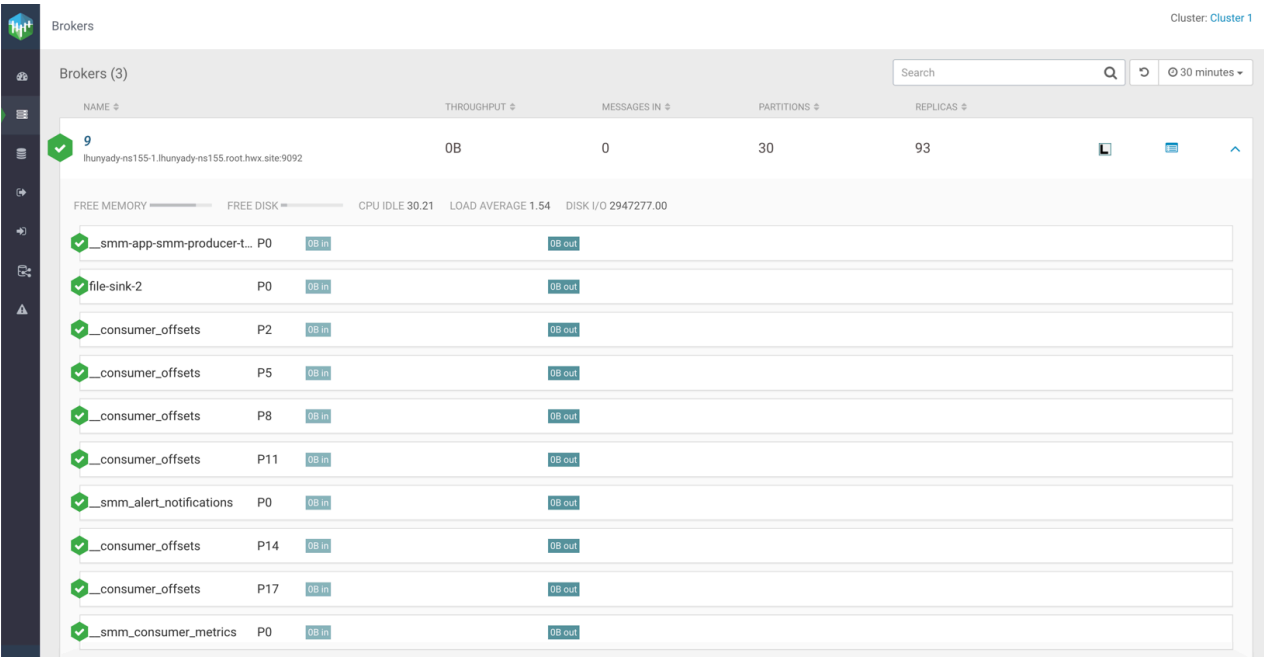 Brokers
Cluster: Cluster 1
Brokers (3)
Search
30 minutes
NAME THROUGHPUT MESSAGES IN PARTITIONS REPLICAS
9
lhunyady-ns155-1.lhunyady-ns155.root.hwx.site:9092
0B 0 30 93
L
FREE MEMORY FREE DISK CPU IDLE 30.21 LOAD AVERAGE 1.54 DISK I/O 2947277.00
__smm-app-smm-producer-t... P0 0B in 0B out
file-sink-2 P0 0B in 0B out
__consumer_offsets P2 0B in 0B out
__consumer_offsets P5 0B in 0B out
__consumer_offsets P8 0B in 0B out
__consumer_offsets P11 0B in 0B out
__smm_alert_notifications P0 0B in 0B out
__consumer_offsets P14 0B in 0B out
__consumer_offsets P17 0B in 0B out
__smm_consumer_metrics P0 0B in 0B out